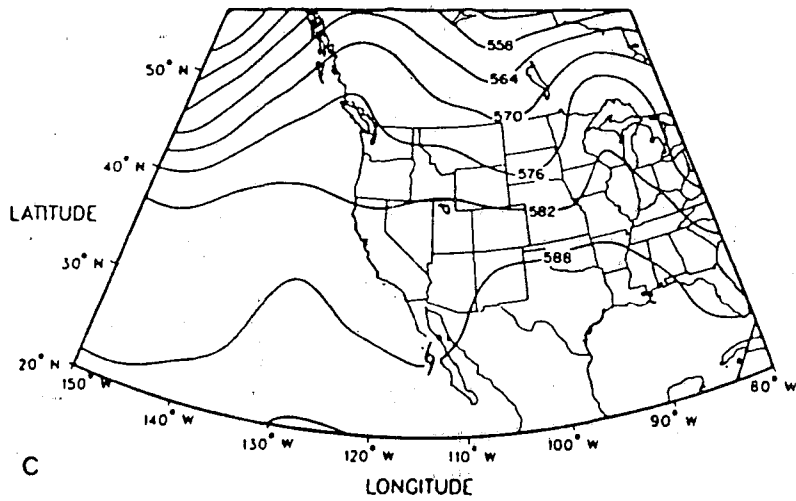 558
50° N
564
570
40° N
576
582
LATITUDE
588
30° N
20° N
150° W
80° W
140° W
90° W
130° W
100° W
120° W
110° W
C
LONGITUDE